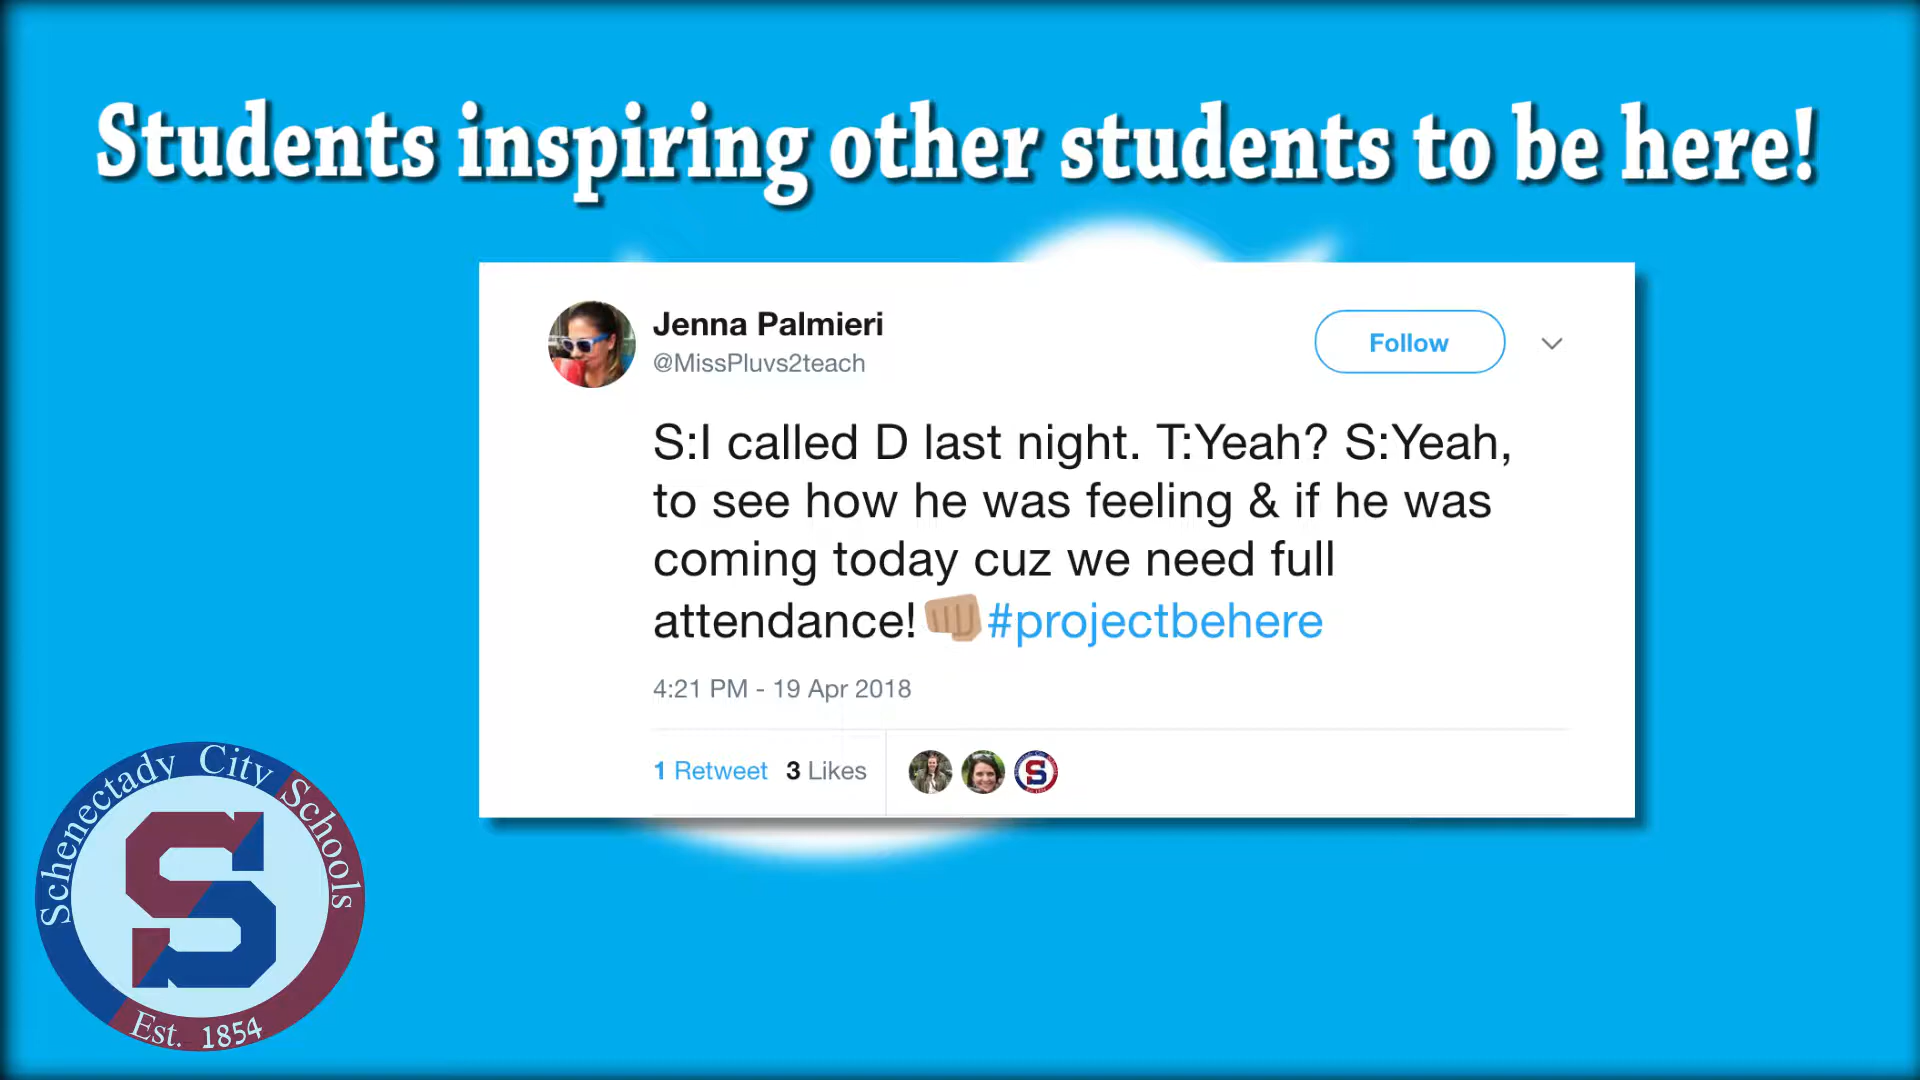 Students inspiring other students to be here!
Jenna Palmieri
@MissPluvs2teach
Follow
S:I called D last night. T:Yeah? S:Yeah,
to see how he was feeling & if he was
coming today cuz we need full
attendance!👊🏽#projectbehere
4:21 PM - 19 Apr 2018
1 Retweet 3 Likes
S
Schenectady City Schools
S
Est. 1854